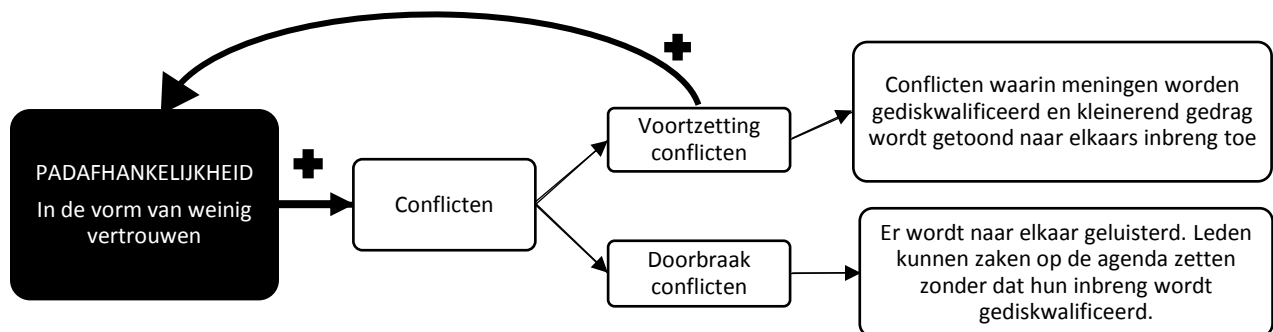 PADAFHANKELIJKHEID
In de vorm van weinig
vertrouwen
Conflicten
Voortzetting
conflicten
Conflicten waarin meningen worden
gediskwalificeerd en kleinerend gedrag
wordt getoond naar elkaars inbreng toe
Doorbraak
conflicten
Er wordt naar elkaar geluisterd. Leden
kunnen zaken op de agenda zetten
zonder dat hun inbreng wordt
gediskwalificeerd.